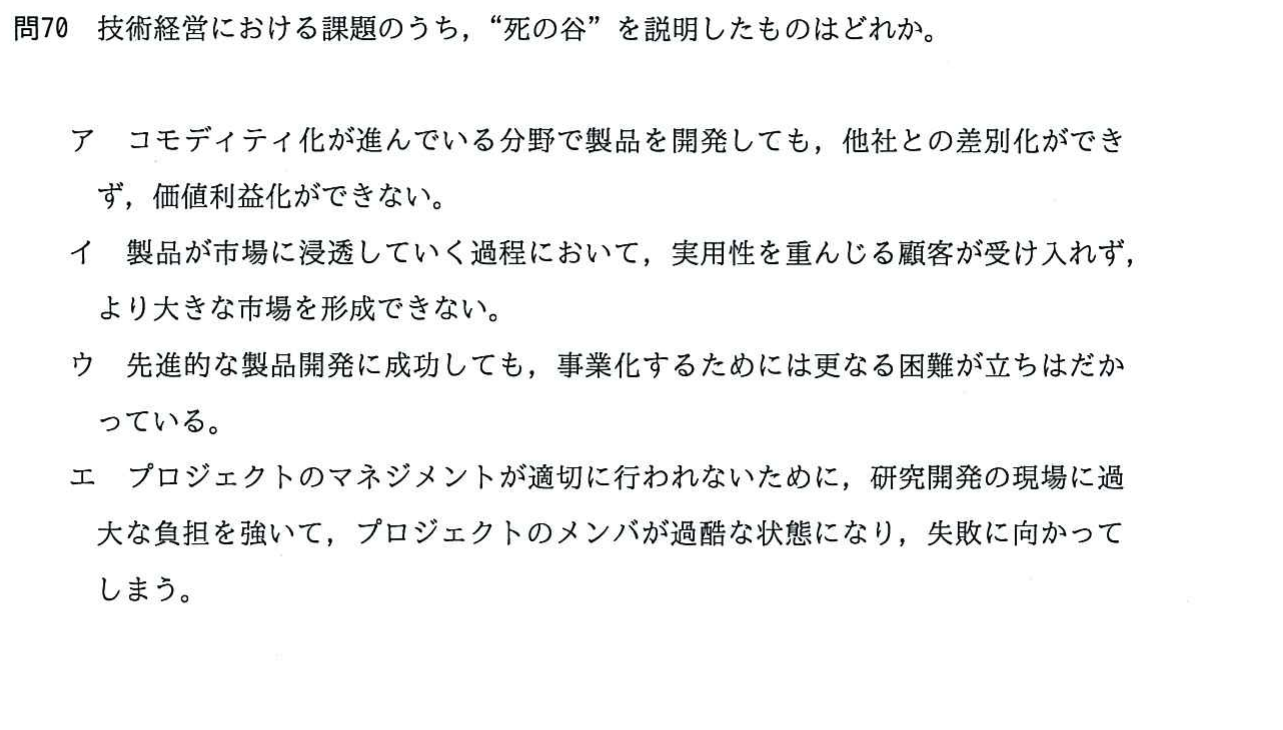 問70　技術経営における課題のうち，“死の谷”を説明したものはどれか。
ア　コモディティ化が進んでいる分野で製品を開発しても，他社との差別化ができ
ず，価値利益化ができない。
イ　製品が市場に浸透していく過程において，実用性を重んじる顧客が受け入れず，
より大きな市場を形成できない。
ウ　先進的な製品開発に成功しても，事業化するためには更なる困難が立ちはだか
っている。
エ　プロジェクトのマネジメントが適切に行われないために，研究開発の現場に過
大な負担を強いて，プロジェクトのメンバが過酷な状態になり，失敗に向かって
しまう。